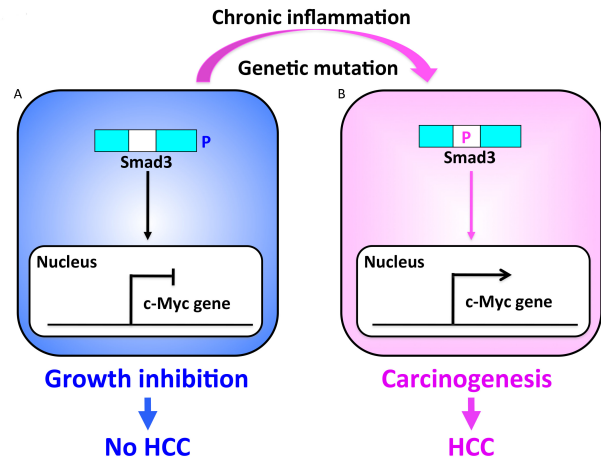 Chronic inflammation
Genetic mutation
A
P
Smad3
Nucleus
c-Myc gene
Growth inhibition
No HCC
B
P
Smad3
Nucleus
c-Myc gene
Carcinogenesis
HCC